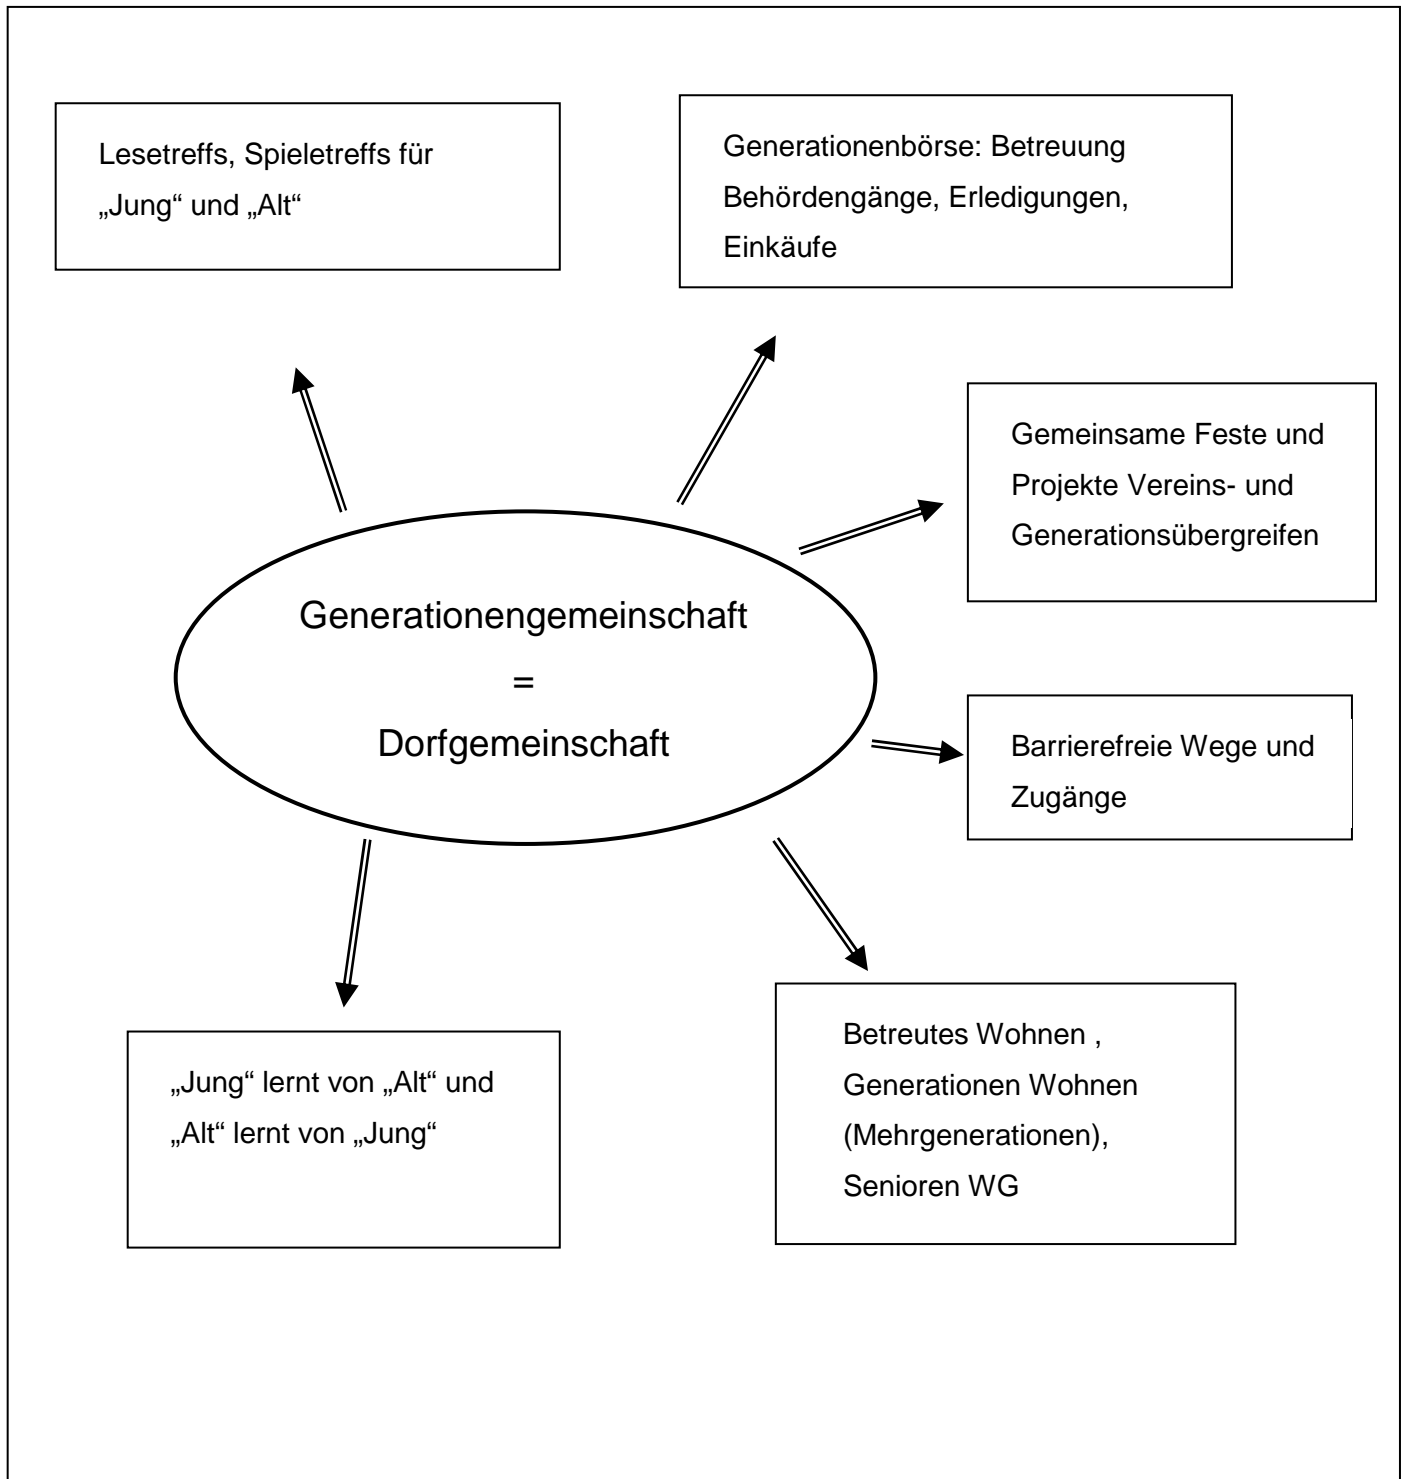 Lesetreffs, Spieletreffs für
„Jung“ und „Alt“
Generationenbörse: Betreuung
Behördengänge, Erledigungen,
Einkäufe
Gemeinsame Feste und
Projekte Vereins- und
Generationsübergreifen
Generationengemeinschaft
=
Dorfgemeinschaft
Barrierefreie Wege und
Zugänge
„Jung“ lernt von „Alt“ und
„Alt“ lernt von „Jung“
Betreutes Wohnen ,
Generationen Wohnen
(Mehrgenerationen),
Senioren WG